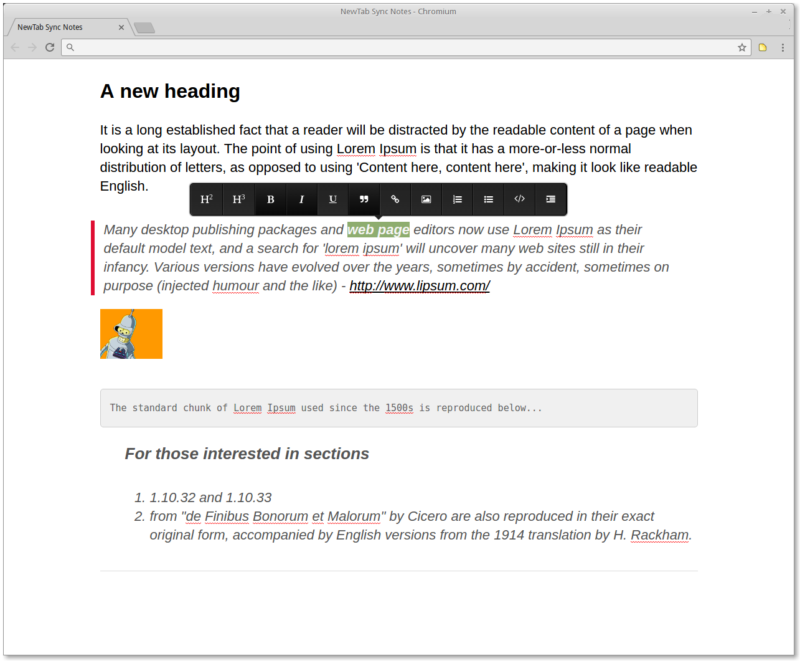 NewTab Sync Notes - Chromium
NewTab Sync Notes
A new heading
It is a long established fact that a reader will be distracted by the readable content of a page when
looking at its layout. The point of using Lorem Ipsum is that it has a more-or-less normal
distribution of letters, as opposed to using 'Content here, content here', making it look like readable
English.
H2 H3 B I U
Many desktop publishing packages and web page editors now use Lorem Ipsum as their
default model text, and a search for 'lorem ipsum' will uncover many web sites still in their
infancy. Various versions have evolved over the years, sometimes by accident, sometimes on
purpose (injected humour and the like) - http://www.lipsum.com/
The standard chunk of Lorem Ipsum used since the 1500s is reproduced below...
For those interested in sections
1. 1.10.32 and 1.10.33
2. from "de Finibus Bonorum et Malorum" by Cicero are also reproduced in their exact
original form, accompanied by English versions from the 1914 translation by H. Rackham.